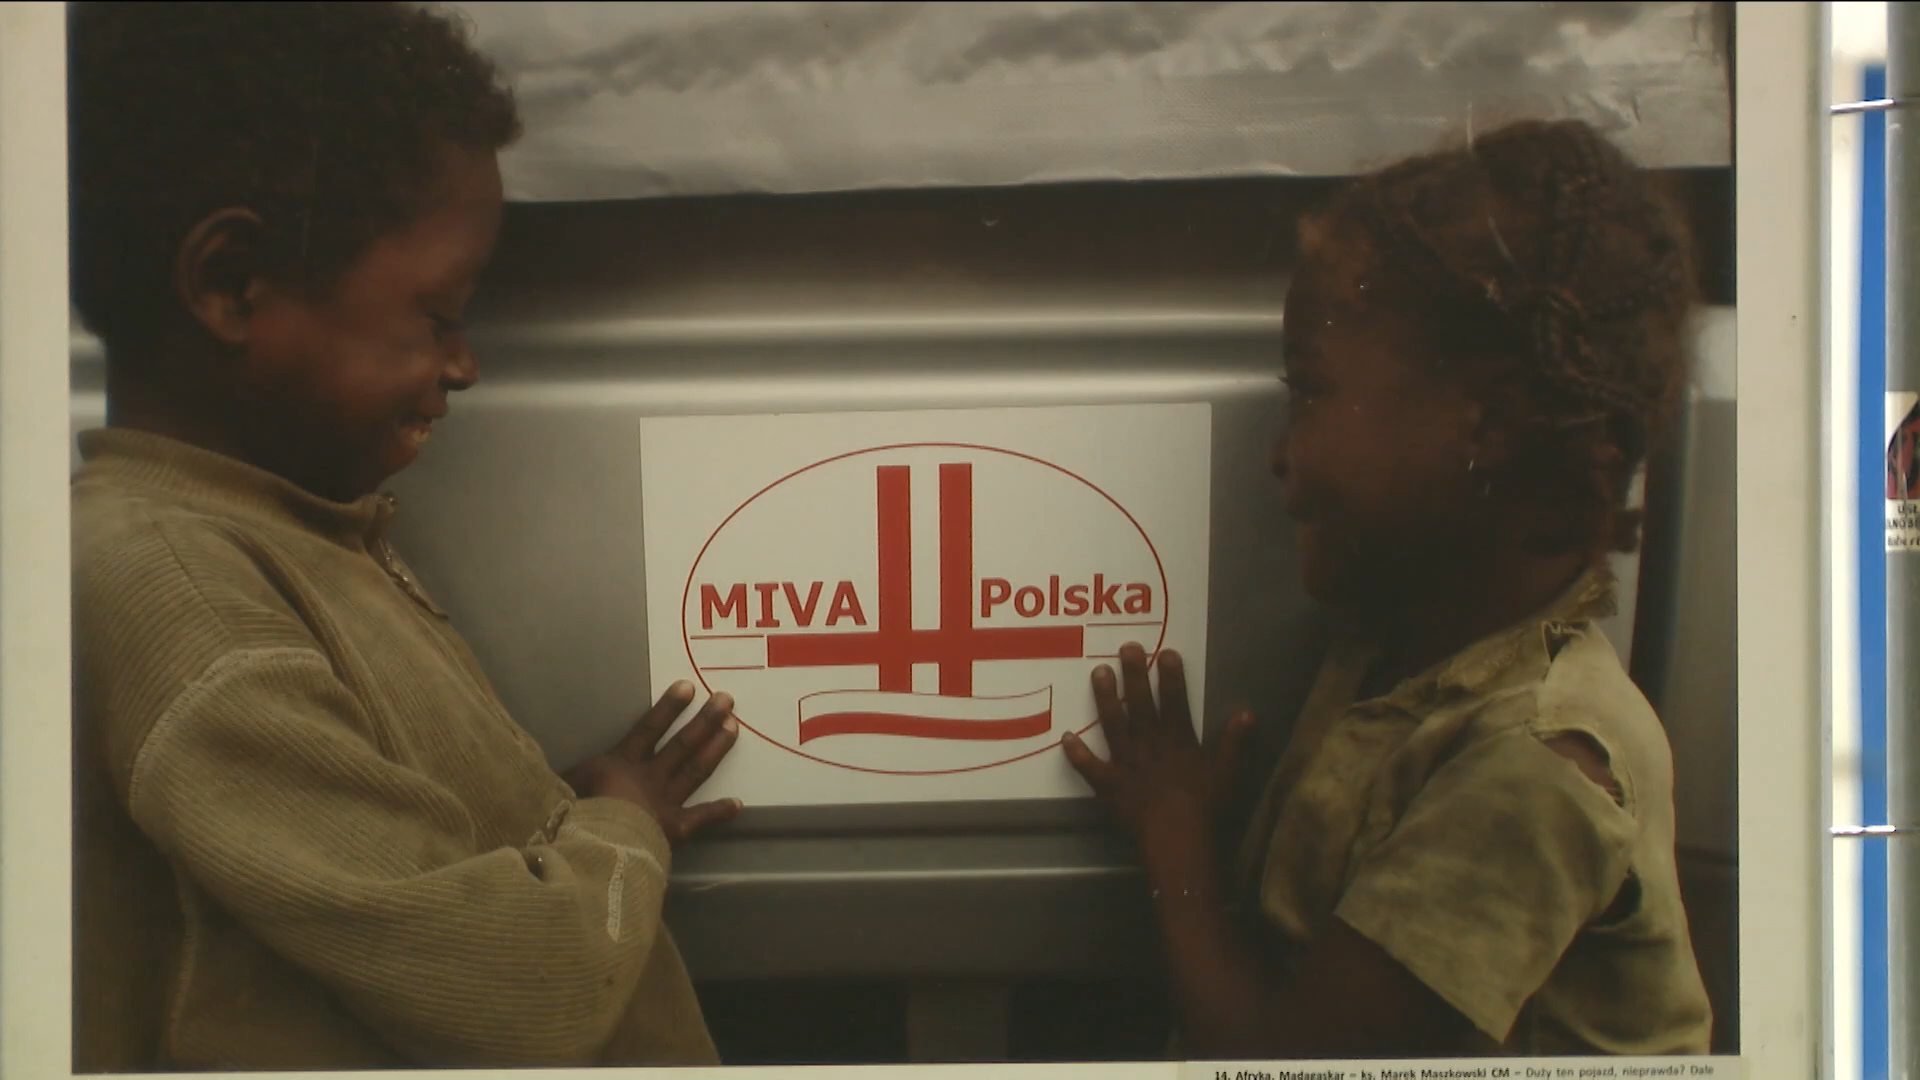 MIVA Polska
14. Afryka, Madagaskar – ks. Marek Maszkowski CM – Duży ten pojazd, nieprawda? Dale